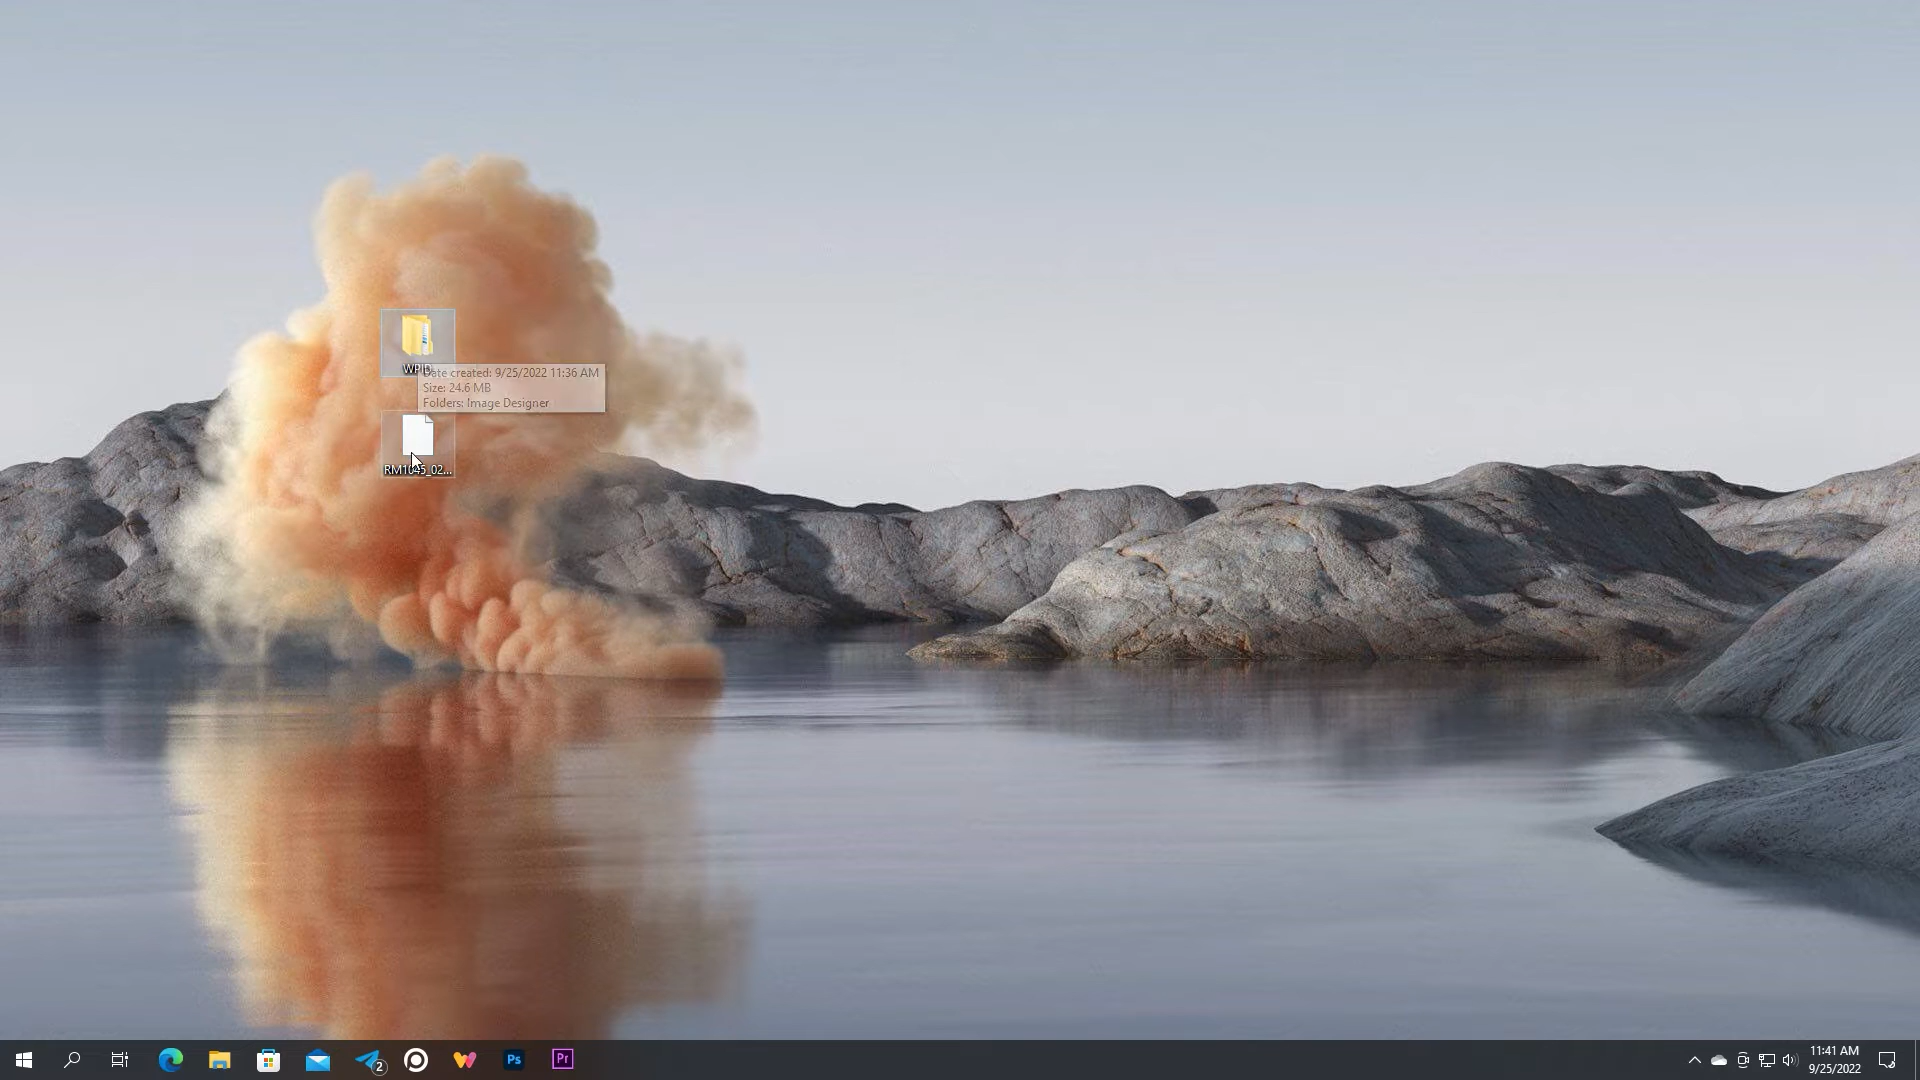 WPID
Date created: 9/25/2022 11:36 AM
Size: 24.6 MB
Folders: Image Designer
RM1045_02...
2
Ps
Pr
11:41 AM
9/25/2022